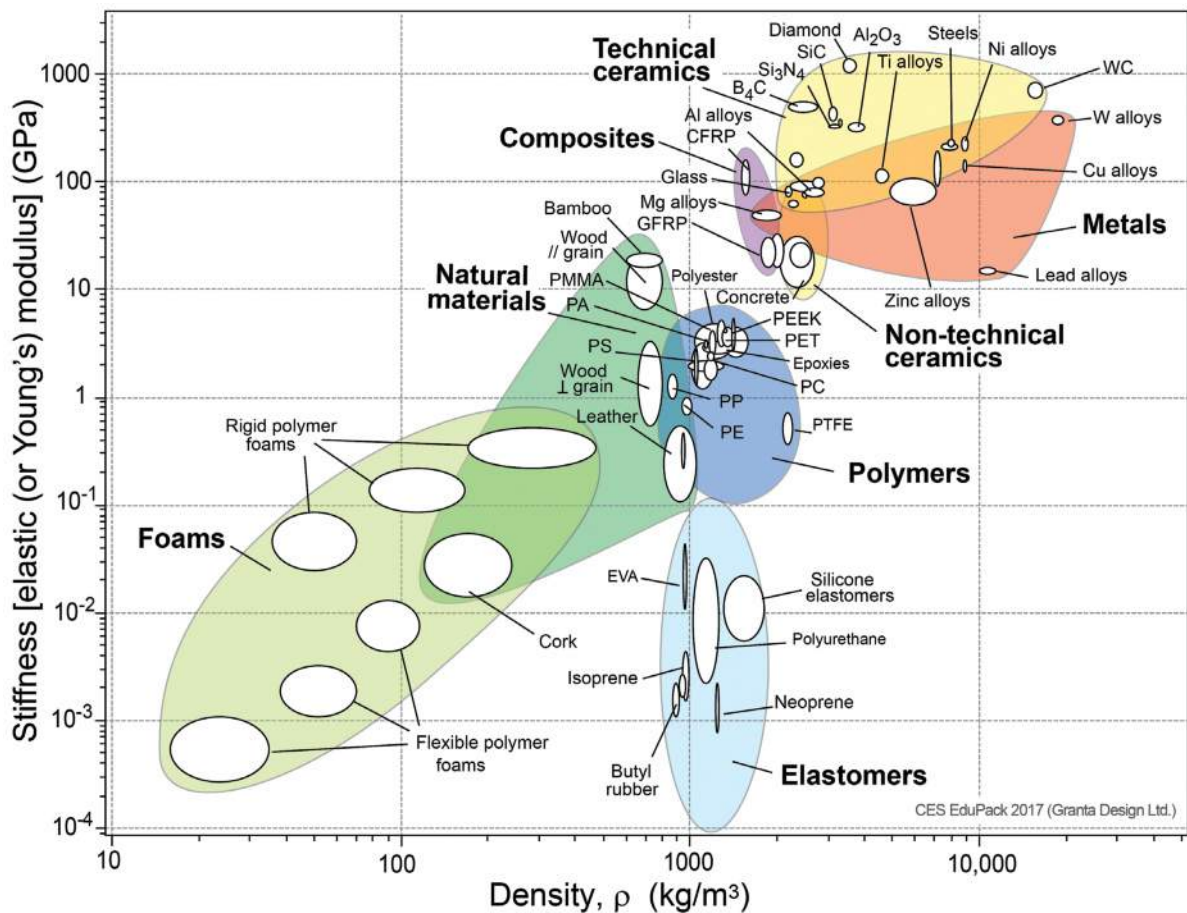 Stiffness [elastic (or Young's) modulus] (GPa)
1000
100
10
1
10⁻¹
10⁻²
10⁻³
10⁻⁴
Technical
ceramics
Diamond
SiC
Si₃N₄
B₄C
Al₂O₃
Ti alloys
Steels
Ni alloys
WC
W alloys
Al alloys
CFRP
Composites
Glass
Cu alloys
Mg alloys
GFRP
Metals
Bamboo
Wood
// grain
Natural
materials
PMMA
PA
PS
Polyester
Concrete
Zinc alloys
Lead alloys
PEEK
PET
Epoxies
PC
Non-technical
ceramics
Wood
⊥ grain
PP
PE
PTFE
Leather
Polymers
Rigid polymer
foams
Foams
Cork
EVA
Silicone
elastomers
Polyurethane
Isoprene
Neoprene
Flexible polymer
foams
Butyl
rubber
Elastomers
CES EduPack 2017 (Granta Design Ltd.)
10
100
1000
10,000
Density, ρ (kg/m³)